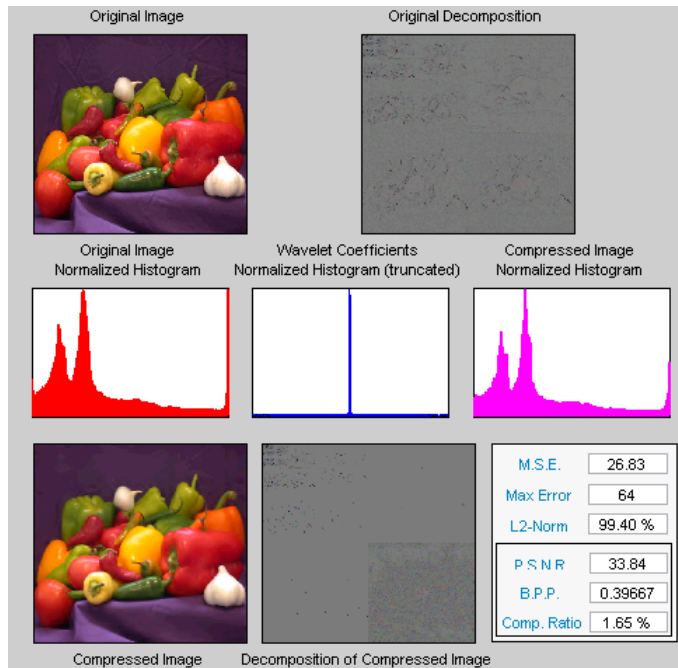 Original Image
Original Decomposition
Original Image
Normalized Histogram
Wavelet Coefficients
Normalized Histogram (truncated)
Compressed Image
Normalized Histogram
M.S.E. 26.83
Max Error 64
L2-Norm 99.40 %
P.S.N.R. 33.84
B.P.P. 0.39667
Comp. Ratio 1.65 %
Compressed Image
Decomposition of Compressed Image